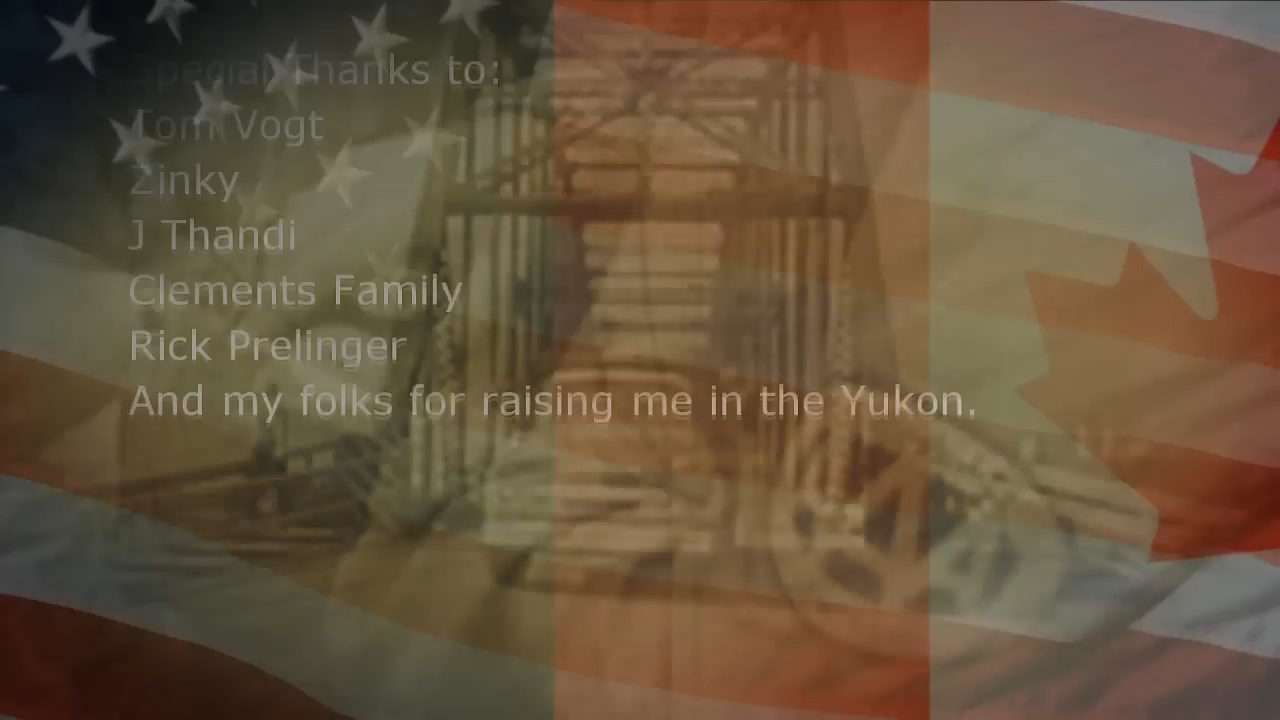 Special Thanks to:
Tom Vogt
Zinky
J Thandi
Clements Family
Rick Prelinger
And my folks for raising me in the Yukon.